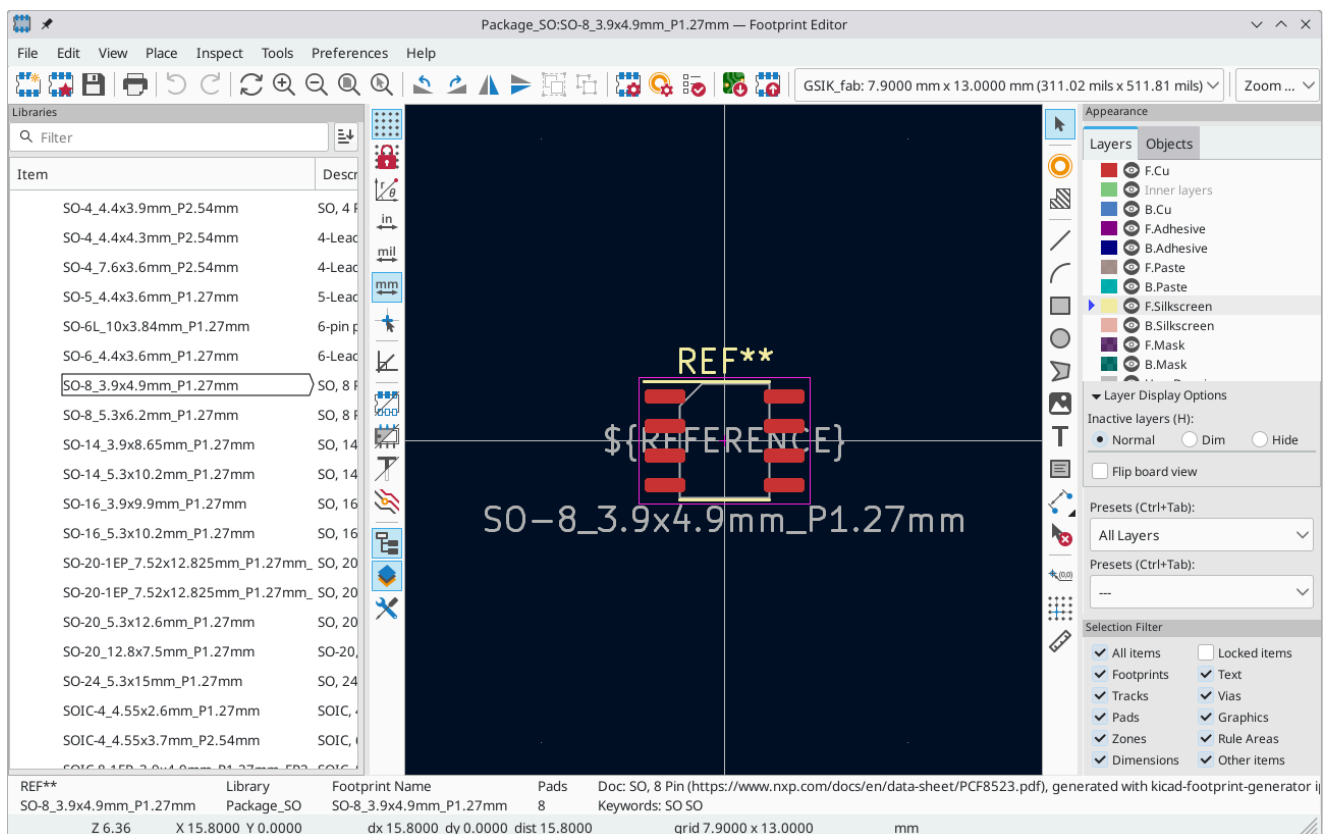 Package_SO:SO-8_3.9x4.9mm_P1.27mm — Footprint Editor
File Edit View Place Inspect Tools Preferences Help
GSIK_fab: 7.9000 mm x 13.0000 mm (311.02 mils x 511.81 mils) Zoom ...
Libraries
Filter
Item Descr
SO-4_4.4x3.9mm_P2.54mm SO, 4 P
SO-4_4.4x4.3mm_P2.54mm 4-Leac
SO-4_7.6x3.6mm_P2.54mm 4-Leac
SO-5_4.4x3.6mm_P1.27mm 5-Leac
SO-6L_10x3.84mm_P1.27mm 6-pin p
SO-6_4.4x3.6mm_P1.27mm 6-Leac
SO-8_3.9x4.9mm_P1.27mm SO, 8 P
SO-8_5.3x6.2mm_P1.27mm SO, 8 P
SO-14_3.9x8.65mm_P1.27mm SO, 14
SO-14_5.3x10.2mm_P1.27mm SO, 14
SO-16_3.9x9.9mm_P1.27mm SO, 16
SO-16_5.3x10.2mm_P1.27mm SO, 16
SO-20-1EP_7.52x12.825mm_P1.27mm_ SO, 20
SO-20-1EP_7.52x12.825mm_P1.27mm_ SO, 20
SO-20_5.3x12.6mm_P1.27mm SO, 20
SO-20_12.8x7.5mm_P1.27mm SO-20,
SO-24_5.3x15mm_P1.27mm SO, 24
SOIC-4_4.55x2.6mm_P1.27mm SOIC,
SOIC-4_4.55x3.7mm_P2.54mm SOIC,
r
θ
in
mil
mm
REF**
${REFERENCE}
SO-8_3.9x4.9mm_P1.27mm
T
(0,0)
Appearance
Layers Objects
F.Cu
Inner layers
B.Cu
F.Adhesive
B.Adhesive
F.Paste
B.Paste
F.Silkscreen
B.Silkscreen
F.Mask
B.Mask
Layer Display Options
Inactive layers (H):
Normal Dim Hide
Flip board view
Presets (Ctrl+Tab):
All Layers
Presets (Ctrl+Tab):
---
Selection Filter
All items Locked items
Footprints Text
Tracks Vias
Pads Graphics
Zones Rule Areas
Dimensions Other items
REF** Library Footprint Name Pads Doc: SO, 8 Pin (https://www.nxp.com/docs/en/data-sheet/PCF8523.pdf), generated with kicad-footprint-generator
SO-8_3.9x4.9mm_P1.27mm Package_SO SO-8_3.9x4.9mm_P1.27mm 8 Keywords: SO SO
Z 6.36 X 15.8000 Y 0.0000 dx 15.8000 dy 0.0000 dist 15.8000 grid 7.9000 x 13.0000 mm